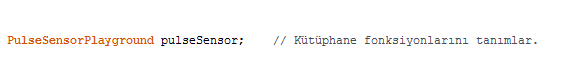 PulseSensorPlayground pulseSensor;    // Kütüphane fonksiyonlarını tanımlar.